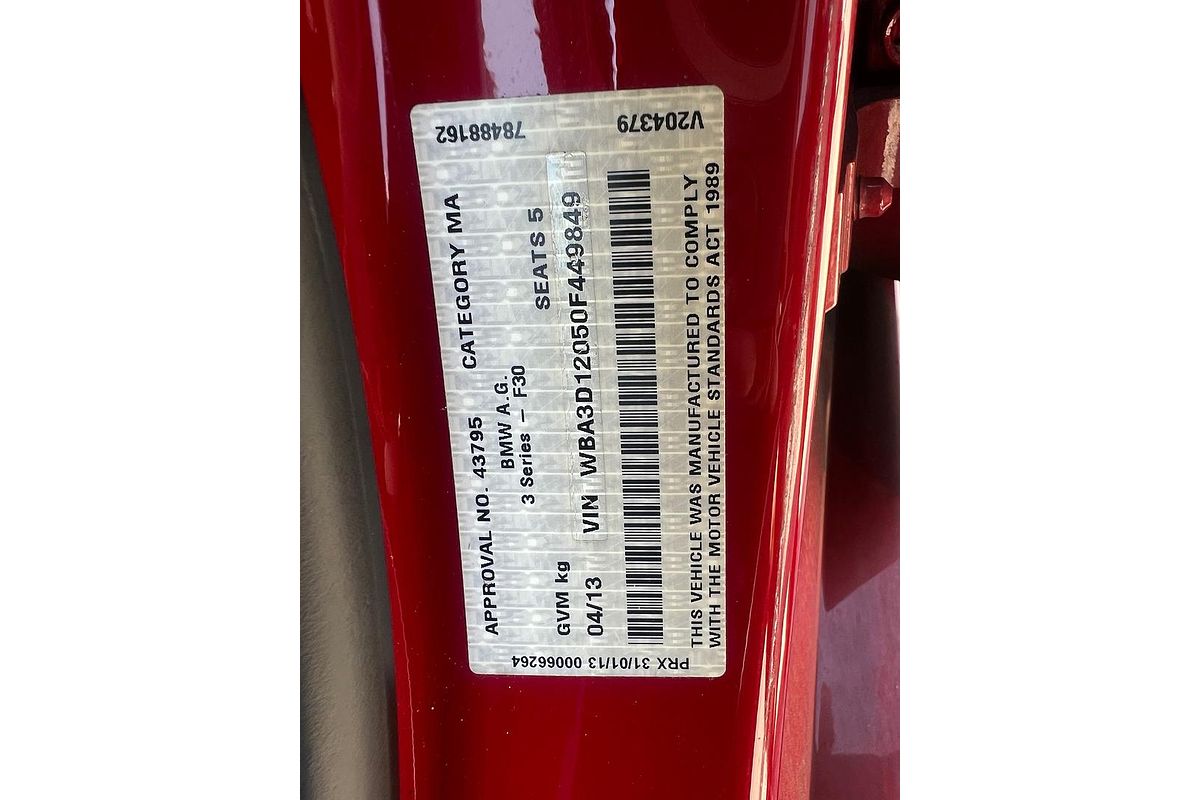 78488162
V204379
APPROVAL NO. 43795 CATEGORY MA
BMW A.G.
3 Series – F30
GVM kg SEATS 5
04/13 VIN WBA3D12050F449849
THIS VEHICLE WAS MANUFACTURED TO COMPLY
WITH THE MOTOR VEHICLE STANDARDS ACT 1989
PRX 31/01/13 00066264